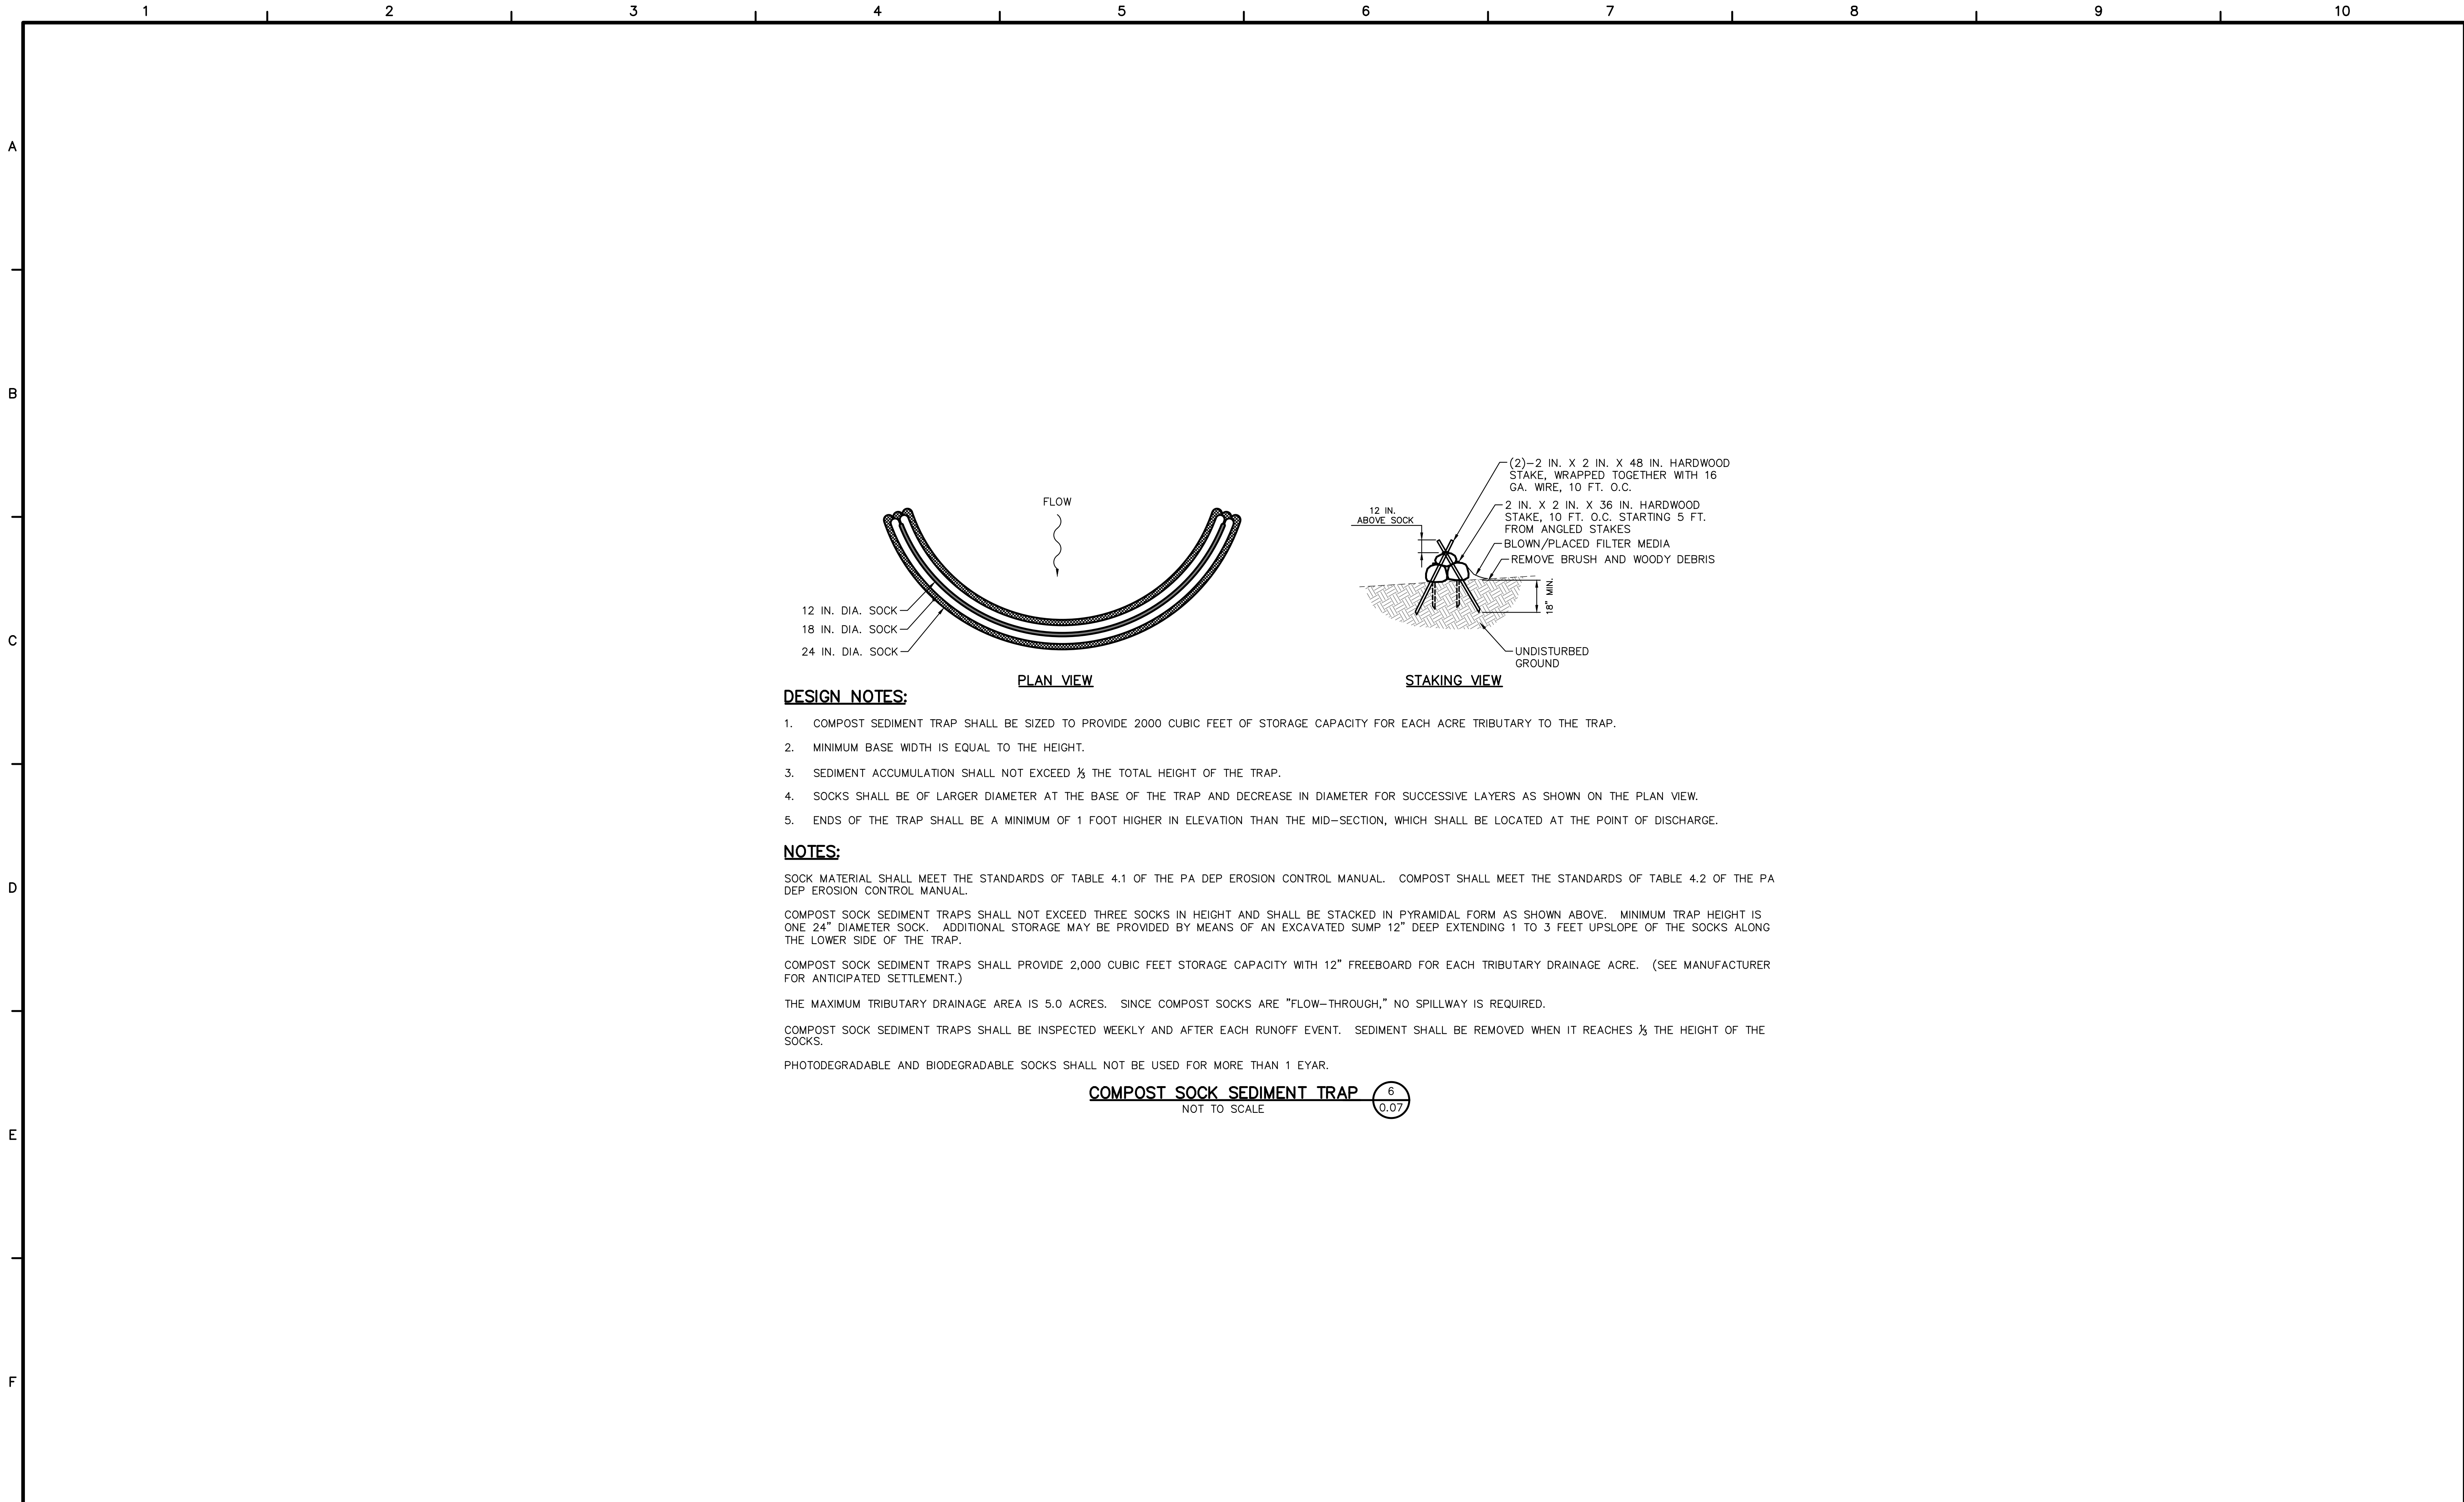 1 2 3 4 5 6 7 8 9 10
A
B
C
D
E
F
FLOW
12 IN. DIA. SOCK
18 IN. DIA. SOCK
24 IN. DIA. SOCK
PLAN VIEW
(2)-2 IN. X 2 IN. X 48 IN. HARDWOOD
STAKE, WRAPPED TOGETHER WITH 16
GA. WIRE, 10 FT. O.C.
2 IN. X 2 IN. X 36 IN. HARDWOOD
STAKE, 10 FT. O.C. STARTING 5 FT.
FROM ANGLED STAKES
BLOWN/PLACED FILTER MEDIA
REMOVE BRUSH AND WOODY DEBRIS
12 IN.
ABOVE SOCK
18" MIN.
UNDISTURBED
GROUND
STAKING VIEW
DESIGN NOTES:
1. COMPOST SEDIMENT TRAP SHALL BE SIZED TO PROVIDE 2000 CUBIC FEET OF STORAGE CAPACITY FOR EACH ACRE TRIBUTARY TO THE TRAP.
2. MINIMUM BASE WIDTH IS EQUAL TO THE HEIGHT.
3. SEDIMENT ACCUMULATION SHALL NOT EXCEED ⅓ THE TOTAL HEIGHT OF THE TRAP.
4. SOCKS SHALL BE OF LARGER DIAMETER AT THE BASE OF THE TRAP AND DECREASE IN DIAMETER FOR SUCCESSIVE LAYERS AS SHOWN ON THE PLAN VIEW.
5. ENDS OF THE TRAP SHALL BE A MINIMUM OF 1 FOOT HIGHER IN ELEVATION THAN THE MID-SECTION, WHICH SHALL BE LOCATED AT THE POINT OF DISCHARGE.
NOTES:
SOCK MATERIAL SHALL MEET THE STANDARDS OF TABLE 4.1 OF THE PA DEP EROSION CONTROL MANUAL. COMPOST SHALL MEET THE STANDARDS OF TABLE 4.2 OF THE PA
DEP EROSION CONTROL MANUAL.
COMPOST SOCK SEDIMENT TRAPS SHALL NOT EXCEED THREE SOCKS IN HEIGHT AND SHALL BE STACKED IN PYRAMIDAL FORM AS SHOWN ABOVE. MINIMUM TRAP HEIGHT IS
ONE 24" DIAMETER SOCK. ADDITIONAL STORAGE MAY BE PROVIDED BY MEANS OF AN EXCAVATED SUMP 12" DEEP EXTENDING 1 TO 3 FEET UPSLOPE OF THE SOCKS ALONG
THE LOWER SIDE OF THE TRAP.
COMPOST SOCK SEDIMENT TRAPS SHALL PROVIDE 2,000 CUBIC FEET STORAGE CAPACITY WITH 12" FREEBOARD FOR EACH TRIBUTARY DRAINAGE ACRE. (SEE MANUFACTURER
FOR ANTICIPATED SETTLEMENT.)
THE MAXIMUM TRIBUTARY DRAINAGE AREA IS 5.0 ACRES. SINCE COMPOST SOCKS ARE "FLOW-THROUGH," NO SPILLWAY IS REQUIRED.
COMPOST SOCK SEDIMENT TRAPS SHALL BE INSPECTED WEEKLY AND AFTER EACH RUNOFF EVENT. SEDIMENT SHALL BE REMOVED WHEN IT REACHES ⅓ THE HEIGHT OF THE
SOCKS.
PHOTODEGRADABLE AND BIODEGRADABLE SOCKS SHALL NOT BE USED FOR MORE THAN 1 EYAR.
COMPOST SOCK SEDIMENT TRAP
NOT TO SCALE
6
0.07